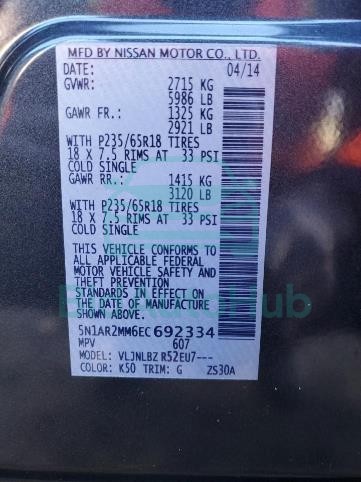 MFD BY NISSAN MOTOR CO., LTD.
DATE: 04/14
GVWR: 2715 KG
5986 LB
GAWR FR.: 1325 KG
2921 LB
WITH P235/65R18 TIRES
18 X 7.5 RIMS AT 33 PSI
COLD SINGLE
GAWR RR.: 1415 KG
3120 LB
WITH P235/65R18 TIRES
18 X 7.5 RIMS AT 33 PSI
COLD SINGLE
THIS VEHICLE CONFORMS TO
ALL APPLICABLE FEDERAL
MOTOR VEHICLE SAFETY
AND THEFT PREVENTION
STANDARDS IN EFFECT ON
THE DATE OF MANUFACTURE
SHOWN ABOVE.
5N1AR2MM6EC692334
MPV 607
MODEL: VLJNLBZ R52EU7---
COLOR: K50 TRIM: G ZS30A